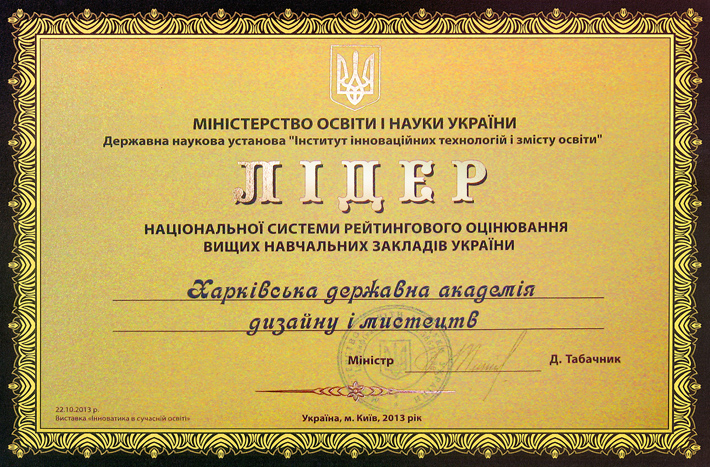 МІНІСТЕРСТВО ОСВІТИ І НАУКИ УКРАЇНИ
Державна наукова установа "Інститут інноваційних технологій і змісту освіти"
ЛІДЕР
НАЦІОНАЛЬНОЇ СИСТЕМИ РЕЙТИНГОВОГО ОЦІНЮВАННЯ
ВИЩИХ НАВЧАЛЬНИХ ЗАКЛАДІВ УКРАЇНИ
Харківська державна академія
дизайну і мистецтв
Міністр Д. Табачник
22.10.2013 р.
Виставка «Інноватика в сучасній освіті»
Україна, м. Київ, 2013 рік